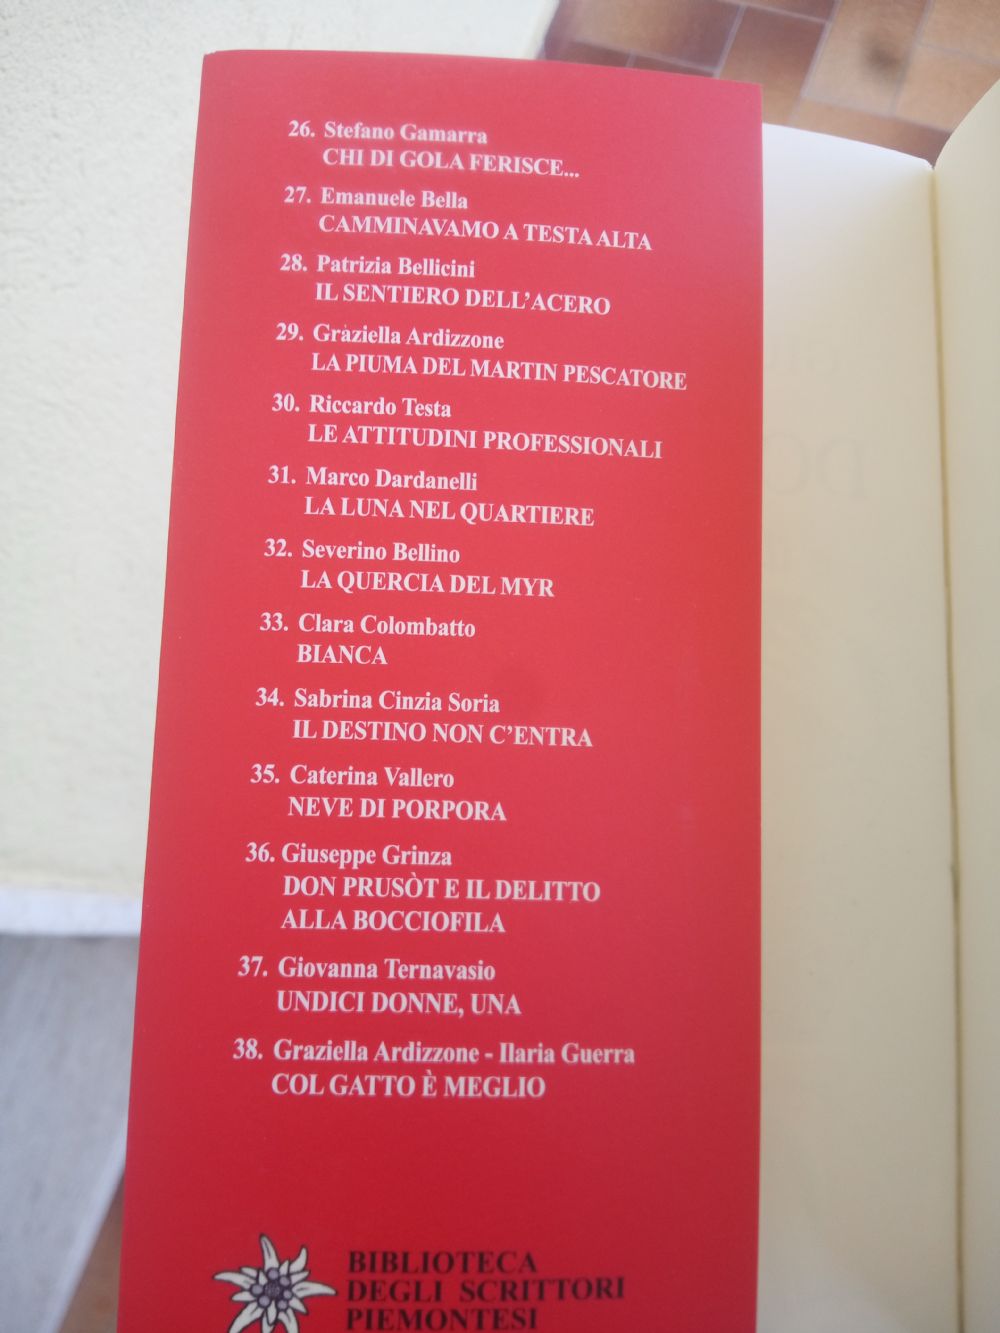 26. Stefano Gamarra
CHI DI GOLA FERISCE...
27. Emanuele Bella
CAMMINAVAMO A TESTA ALTA
28. Patrizia Bellicini
IL SENTIERO DELL'ACERO
29. Graziella Ardizzone
LA PIUMA DEL MARTIN PESCATORE
30. Riccardo Testa
LE ATTITUDINI PROFESSIONALI
31. Marco Dardanelli
LA LUNA NEL QUARTIERE
32. Severino Bellino
LA QUERCIA DEL MYR
33. Clara Colombatto
BIANCA
34. Sabrina Cinzia Soria
IL DESTINO NON C'ENTRA
35. Caterina Vallero
NEVE DI PORPORA
36. Giuseppe Grinza
DON PRUSÒT E IL DELITTO
ALLA BOCCIOFILA
37. Giovanna Ternavasio
UNDICI DONNE, UNA
38. Graziella Ardizzone - Ilaria Guerra
COL GATTO È MEGLIO
BIBLIOTECA
DEGLI SCRITTORI
PIEMONTESI